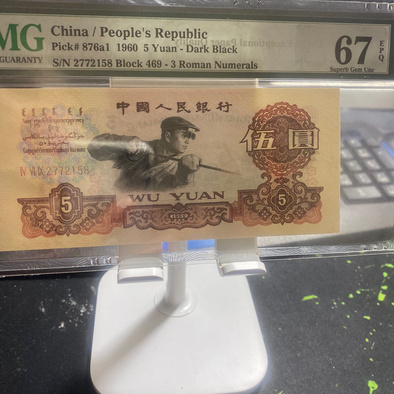 MG
GUARANTY
China / People's Republic
Pick# 876a1 1960 5 Yuan - Dark Black
S/N 2772158 Block 469 - 3 Roman Numerals
67
EPQ
Superb Gem Unc
中國人民銀行
伍圓
2772158
WU YUAN
5
5